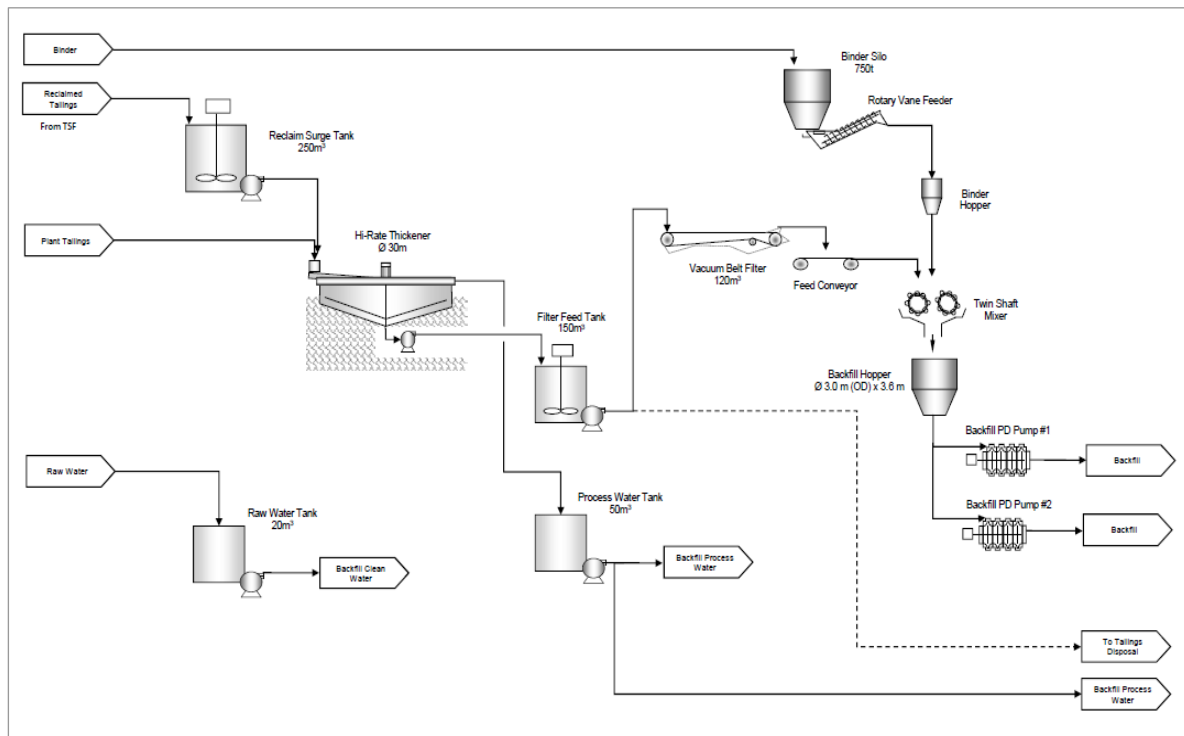 Binder
Reclaimed
Tailings
From TSF
Reclaim Surge Tank
250m³
Plant Tailings
Hi-Rate Thickener
Ø 30m
Binder Silo
750t
Rotary Vane Feeder
Binder
Hopper
Vacuum Belt Filter
120m³
Feed Conveyor
Twin Shaft
Mixer
Filter Feed Tank
150m³
Backfill Hopper
Ø 3.0 m (OD) x 3.6 m
Backfill PD Pump #1
Backfill
Backfill PD Pump #2
Backfill
Raw Water
Raw Water Tank
20m³
Backfill Clean
Water
Process Water Tank
50m³
Backfill Process
Water
To Tailings
Disposal
Backfill Process
Water